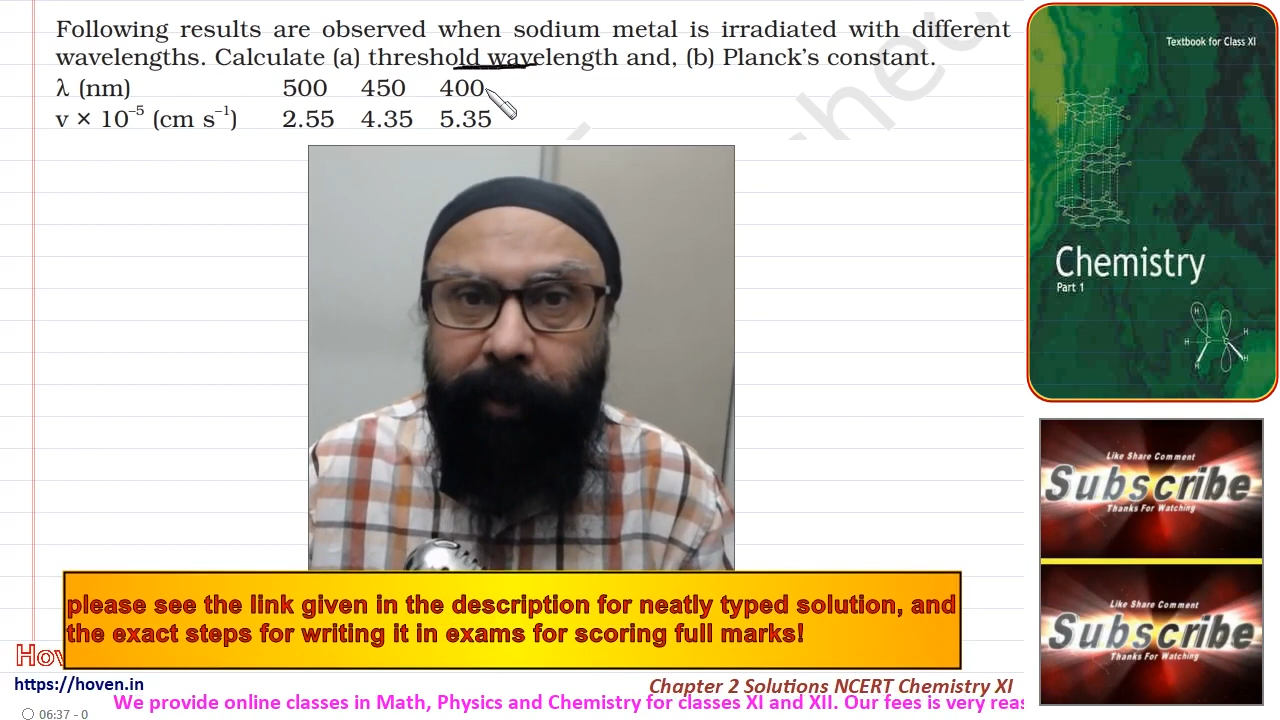 Following results are observed when sodium metal is irradiated with different
wavelengths. Calculate (a) threshold wavelength and, (b) Planck's constant.
λ (nm) 500 450 400
v × 10⁻⁵ (cm s⁻¹) 2.55 4.35 5.35
Textbook for Class XI
Chemistry
Part 1
H
H
H
C
C
H
H
H
Like Share Comment
Subscribe
Thanks For Watching
Like Share Comment
Subscribe
Thanks For Watching
please see the link given in the description for neatly typed solution, and
the exact steps for writing it in exams for scoring full marks!
Hov
https://hoven.in
Chapter 2 Solutions NCERT Chemistry XI
We provide online classes in Math, Physics and Chemistry for classes XI and XII. Our fees is very reas
06:37 - 0